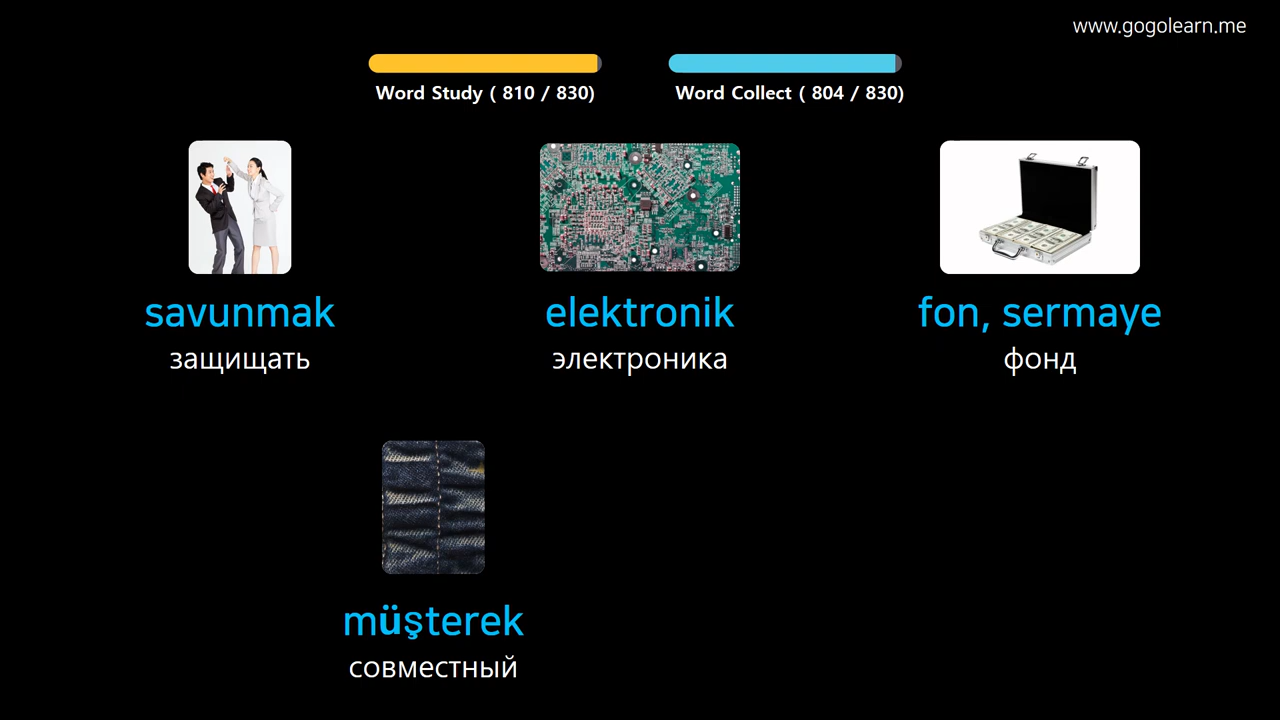 www.gogolearn.me
Word Study ( 810 / 830)
Word Collect ( 804 / 830)
savunmak
защищать
elektronik
электроника
fon, sermaye
фонд
müşterek
совместный